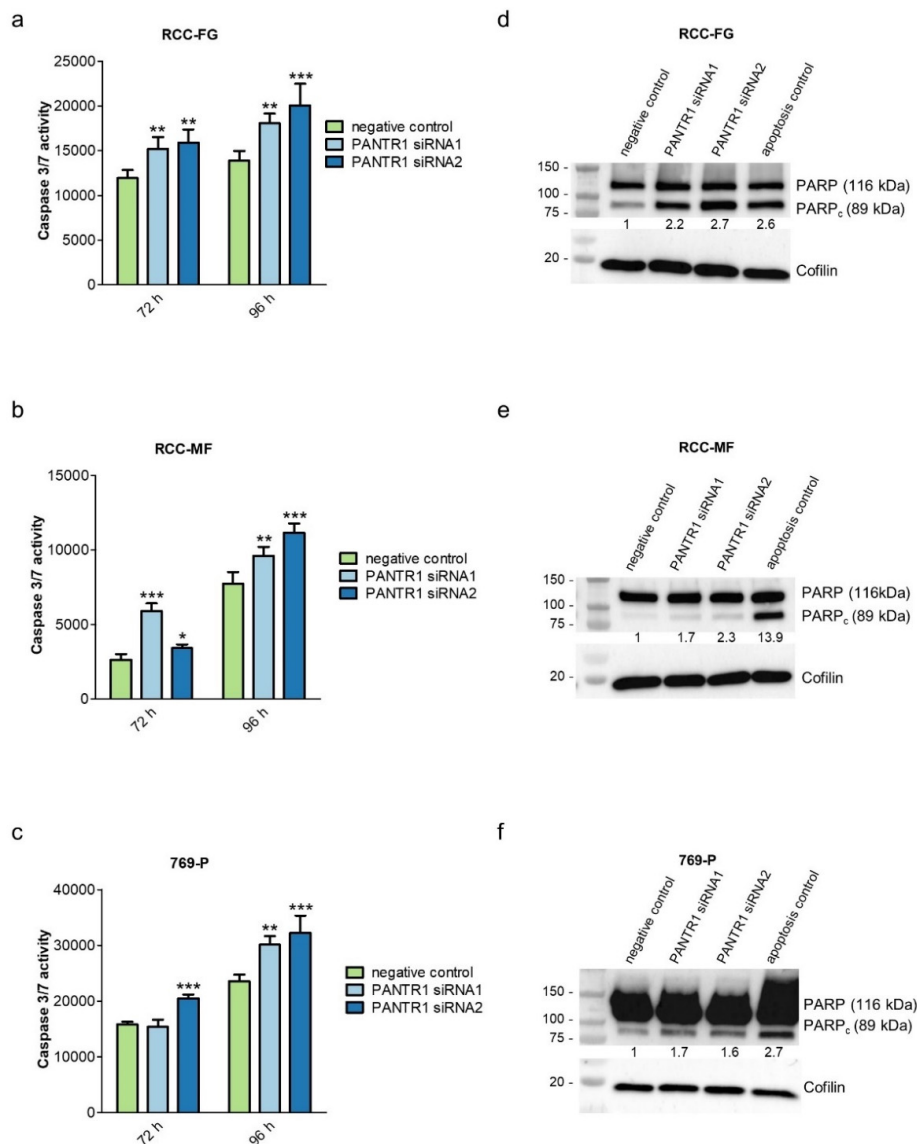 a
RCC-FG
Caspase 3/7 activity
25000
20000
15000
10000
5000
0
** ** ** ***
72 h 96 h
negative control
PANTR1 siRNA1
PANTR1 siRNA2
d
RCC-FG
negative control PANTR1 siRNA1 PANTR1 siRNA2 apoptosis control
150 -
100 -
75 -
PARP (116 kDa)
PARPc (89 kDa)
1 2.2 2.7 2.6
20 -
Cofilin
b
RCC-MF
Caspase 3/7 activity
15000
10000
5000
0
*** * ** ***
72 h 96 h
negative control
PANTR1 siRNA1
PANTR1 siRNA2
e
RCC-MF
negative control PANTR1 siRNA1 PANTR1 siRNA2 apoptosis control
150 -
100 -
75 -
PARP (116kDa)
PARPc (89 kDa)
1 1.7 2.3 13.9
20 -
Cofilin
c
769-P
Caspase 3/7 activity
40000
30000
20000
10000
0
*** ** ***
72 h 96 h
negative control
PANTR1 siRNA1
PANTR1 siRNA2
f
769-P
negative control PANTR1 siRNA1 PANTR1 siRNA2 apoptosis control
150 -
100 -
75 -
PARP (116 kDa)
PARPc (89 kDa)
1 1.7 1.6 2.7
20 -
Cofilin